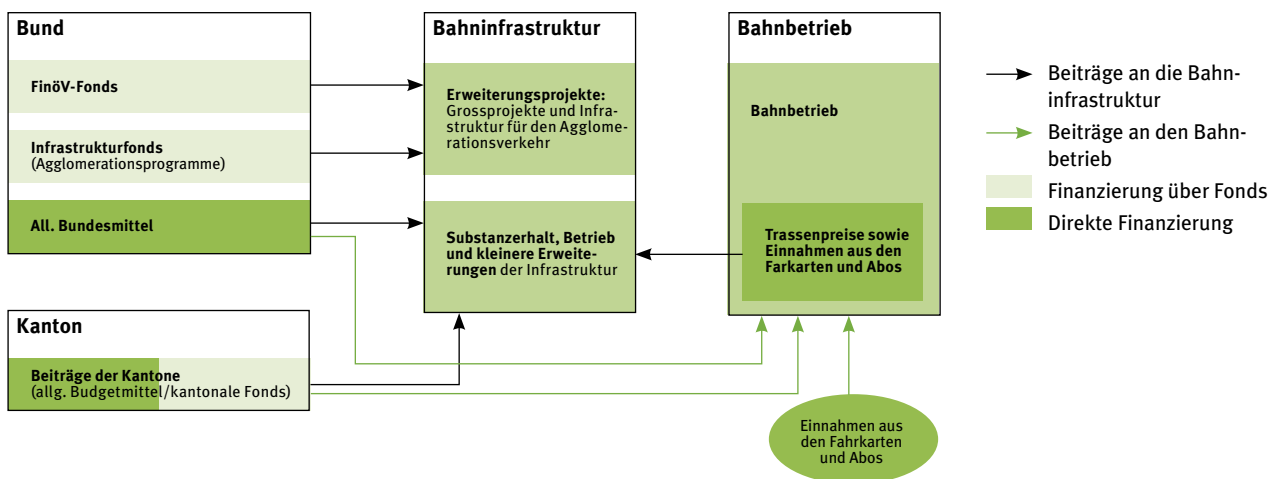 Bund
FinöV-Fonds
Infrastrukturfonds
(Agglomerationsprogramme)
All. Bundesmittel
Kanton
Beiträge der Kantone
(allg. Budgetmittel/kantonale Fonds)
Bahninfrastruktur
Erweiterungsprojekte:
Grossprojekte und Infra-
struktur für den Agglome-
rationsverkehr
Substanzerhalt, Betrieb
und kleinere Erweite-
rungen der Infrastruktur
Bahnbetrieb
Bahnbetrieb
Trassenpreise sowie
Einnahmen aus den
Farkarten und Abos
Einnahmen aus
den Fahrkarten
und Abos
Beiträge an die Bahn-
infrastruktur
Beiträge an den Bahn-
betrieb
Finanzierung über Fonds
Direkte Finanzierung